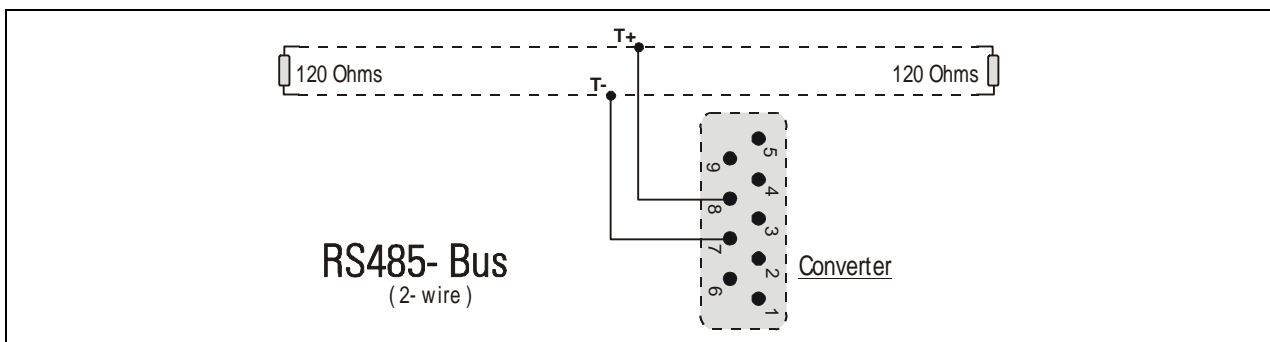 T+
120 Ohms
120 Ohms
T-
5
9
4
8
3
7
2
6
1
RS485- Bus
( 2- wire )
Converter